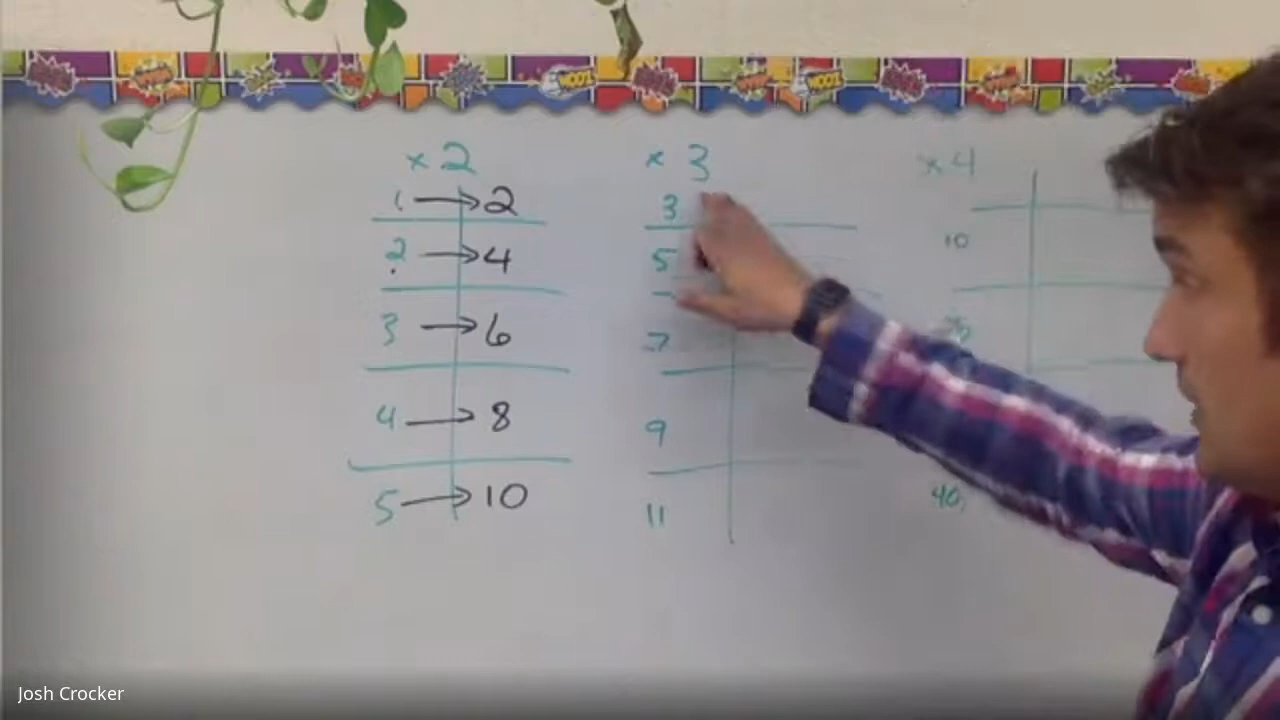 × 2
1 → 2
2 → 4
3 → 6
4 → 8
5 → 10
× 3
3
5
7
9
11
× 4
10
40
Josh Crocker